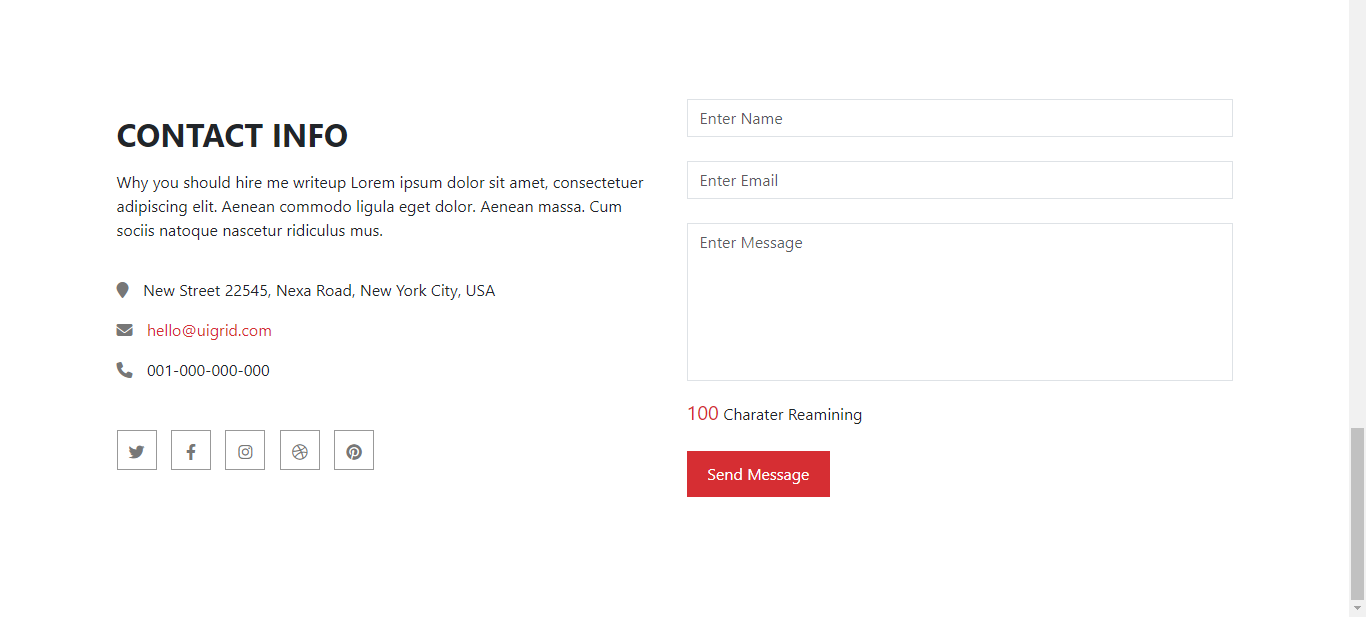 CONTACT INFO
Why you should hire me writeup Lorem ipsum dolor sit amet, consectetuer
adipiscing elit. Aenean commodo ligula eget dolor. Aenean massa. Cum
sociis natoque nascetur ridiculus mus.
New Street 22545, Nexa Road, New York City, USA
hello@uigrid.com
001-000-000-000
Enter Name
Enter Email
Enter Message
100 Charater Reamining
Send Message